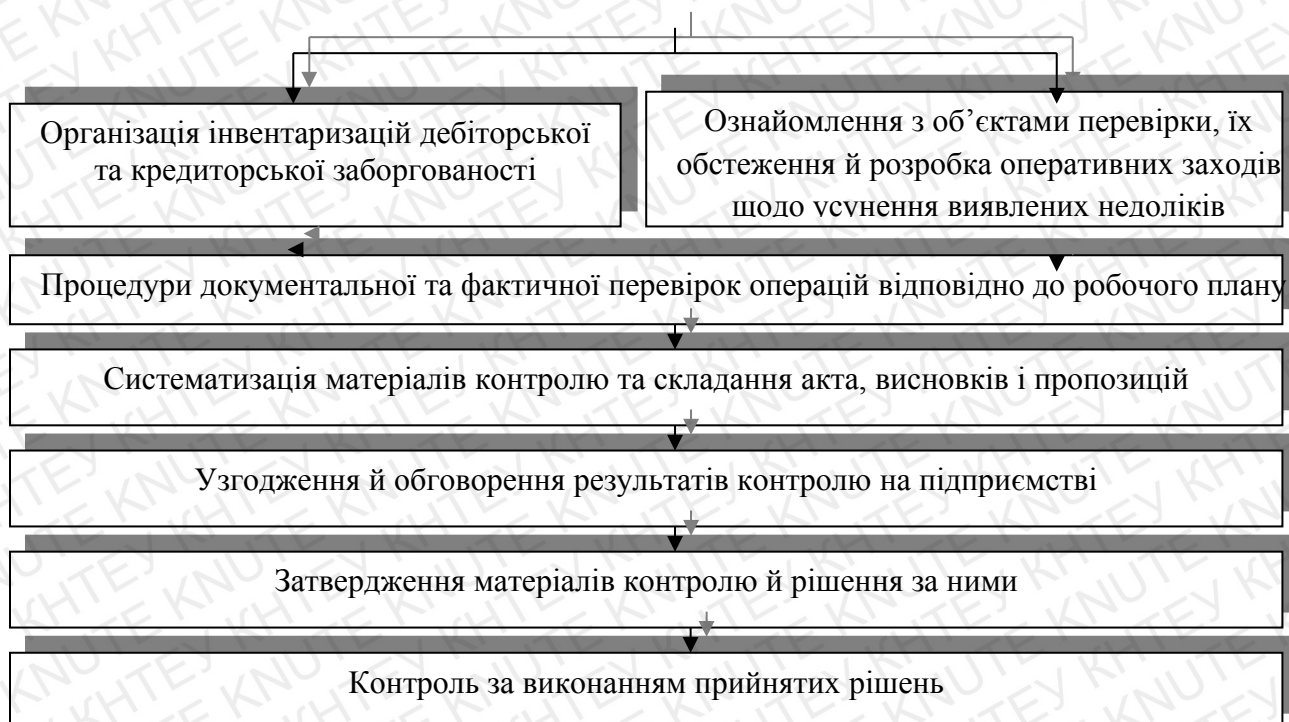 Організація інвентаризацій дебіторської
та кредиторської заборгованості
Ознайомлення з об’єктами перевірки, їх
обстеження й розробка оперативних заходів
щодо усунення виявлених недоліків
Процедури документальної та фактичної перевірок операцій відповідно до робочого плану
Систематизація матеріалів контролю та складання акта, висновків і пропозицій
Узгодження й обговорення результатів контролю на підприємстві
Затвердження матеріалів контролю й рішення за ними
Контроль за виконанням прийнятих рішень